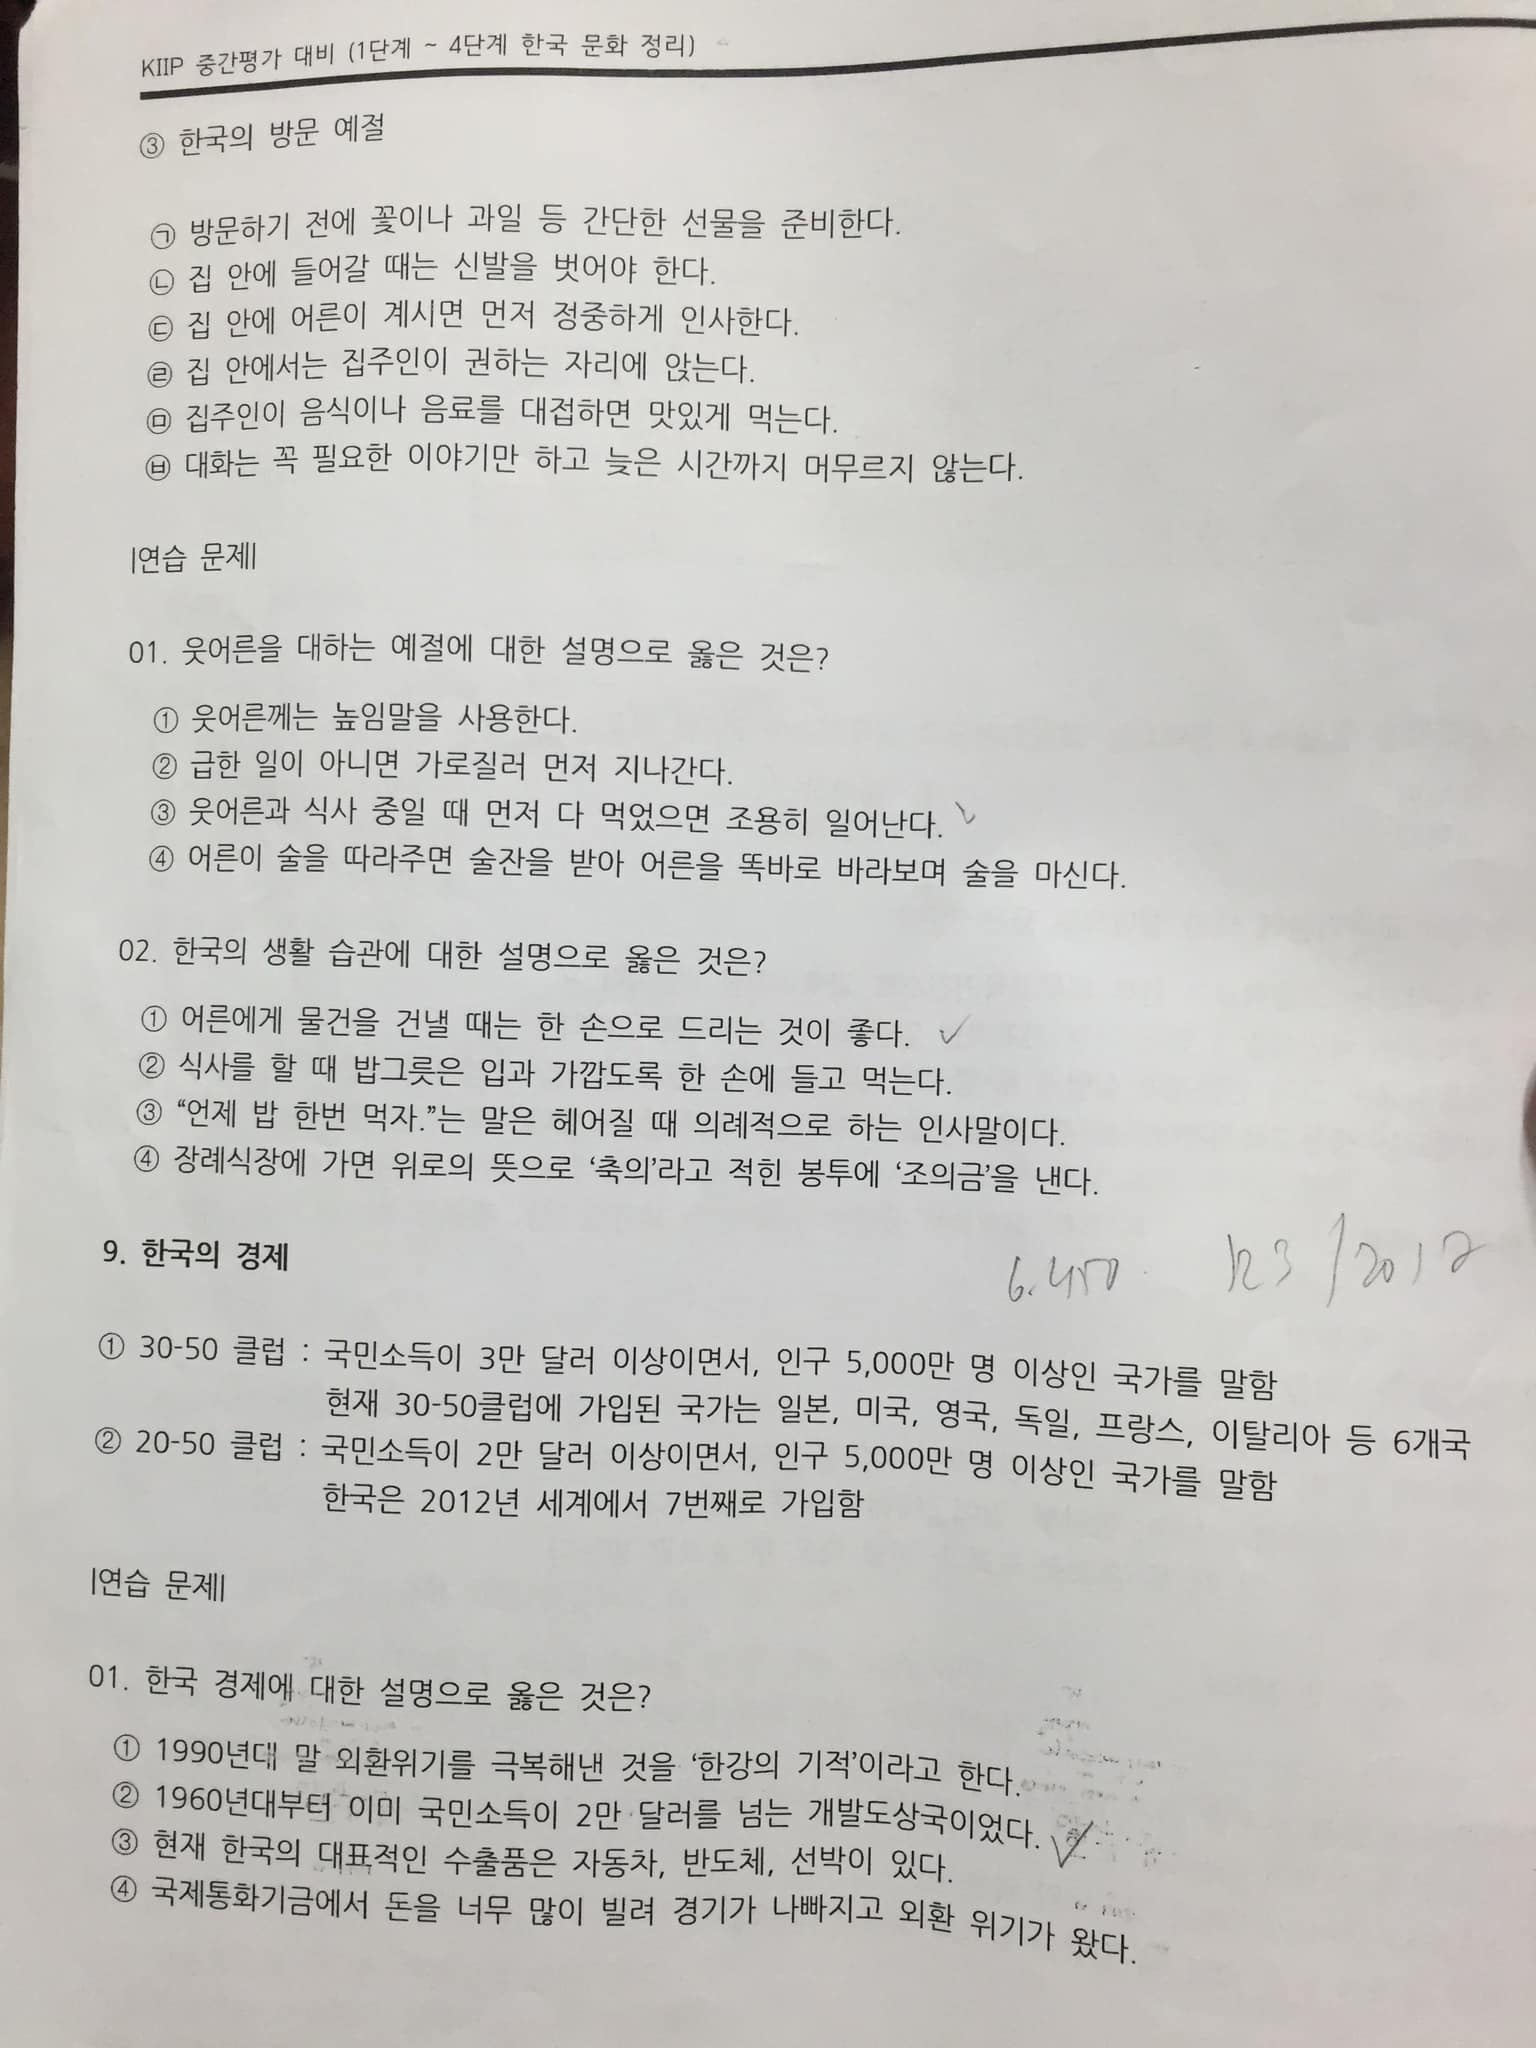 KIIP 중간평가 대비 (1단계 ~ 4단계 한국 문화 정리)
③ 한국의 방문 예절
㉠ 방문하기 전에 꽃이나 과일 등 간단한 선물을 준비한다.
㉡ 집 안에 들어갈 때는 신발을 벗어야 한다.
㉢ 집 안에 어른이 계시면 먼저 정중하게 인사한다.
㉣ 집 안에서는 집주인이 권하는 자리에 앉는다.
㉤ 집주인이 음식이나 음료를 대접하면 맛있게 먹는다.
㉥ 대화는 꼭 필요한 이야기만 하고 늦은 시간까지 머무르지 않는다.
|연습 문제|
01. 웃어른을 대하는 예절에 대한 설명으로 옳은 것은?
① 웃어른께는 높임말을 사용한다.
② 급한 일이 아니면 가로질러 먼저 지나간다.
③ 웃어른과 식사 중일 때 먼저 다 먹었으면 조용히 일어난다.
④ 어른이 술을 따라주면 술잔을 받아 어른을 똑바로 바라보며 술을 마신다.
02. 한국의 생활 습관에 대한 설명으로 옳은 것은?
① 어른에게 물건을 건낼 때는 한 손으로 드리는 것이 좋다. ✓
② 식사를 할 때 밥그릇은 입과 가깝도록 한 손에 들고 먹는다.
③ “언제 밥 한번 먹자.”는 말은 헤어질 때 의례적으로 하는 인사말이다.
④ 장례식장에 가면 위로의 뜻으로 ‘축의’라고 적힌 봉투에 ‘조의금’을 낸다.
9. 한국의 경제
6.450 123/2012
① 30-50 클럽 : 국민소득이 3만 달러 이상이면서, 인구 5,000만 명 이상인 국가를 말함
현재 30-50클럽에 가입된 국가는 일본, 미국, 영국, 독일, 프랑스, 이탈리아 등 6개국
② 20-50 클럽 : 국민소득이 2만 달러 이상이면서, 인구 5,000만 명 이상인 국가를 말함
한국은 2012년 세계에서 7번째로 가입함
|연습 문제|
01. 한국 경제에 대한 설명으로 옳은 것은?
① 1990년대 말 외환위기를 극복해낸 것을 ‘한강의 기적’이라고 한다.
② 1960년대부터 이미 국민소득이 2만 달러를 넘는 개발도상국이었다. ✓
③ 현재 한국의 대표적인 수출품은 자동차, 반도체, 선박이 있다.
④ 국제통화기금에서 돈을 너무 많이 빌려 경기가 나빠지고 외환 위기가 왔다.